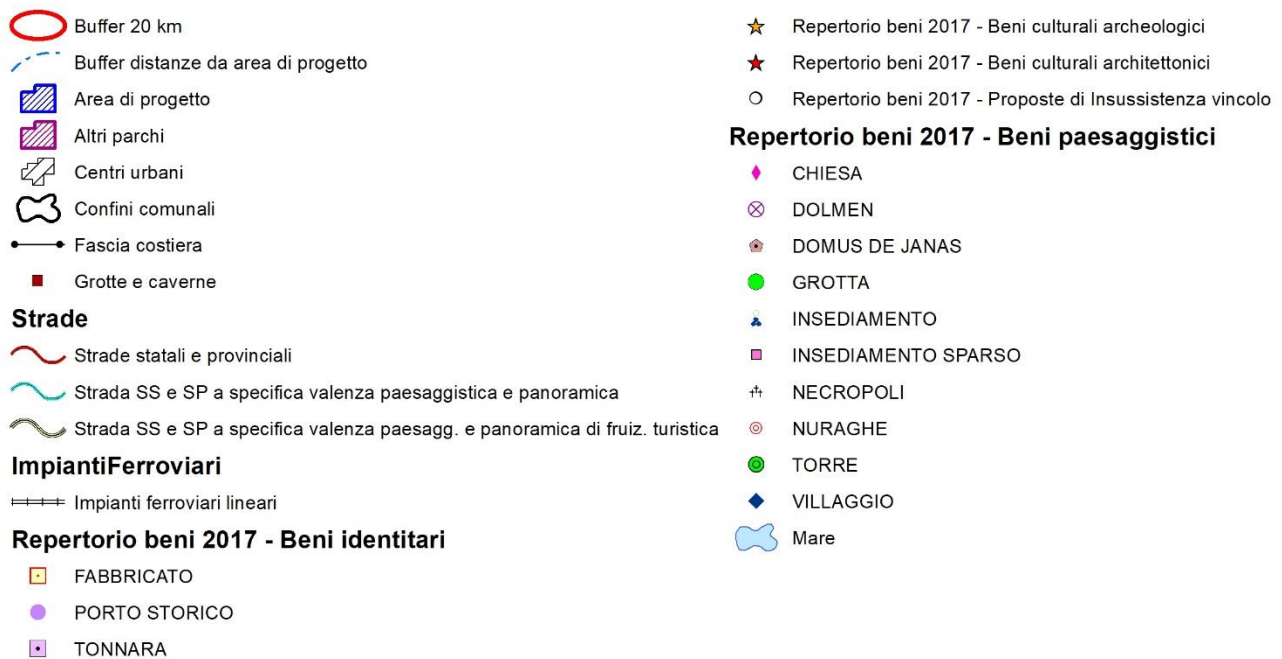 Buffer 20 km
Buffer distanze da area di progetto
Area di progetto
Altri parchi
Centri urbani
Confini comunali
Fascia costiera
Grotte e caverne
Strade
Strade statali e provinciali
Strada SS e SP a specifica valenza paesaggistica e panoramica
Strada SS e SP a specifica valenza paesagg. e panoramica di fruiz. turistica
ImpiantiFerroviari
Impianti ferroviari lineari
Repertorio beni 2017 - Beni identitari
FABBRICATO
PORTO STORICO
TONNARA
Repertorio beni 2017 - Beni culturali archeologici
Repertorio beni 2017 - Beni culturali architettonici
Repertorio beni 2017 - Proposte di Insussistenza vincolo
Repertorio beni 2017 - Beni paesaggistici
CHIESA
DOLMEN
DOMUS DE JANAS
GROTTA
INSEDIAMENTO
INSEDIAMENTO SPARSO
NECROPOLI
NURAGHE
TORRE
VILLAGGIO
Mare